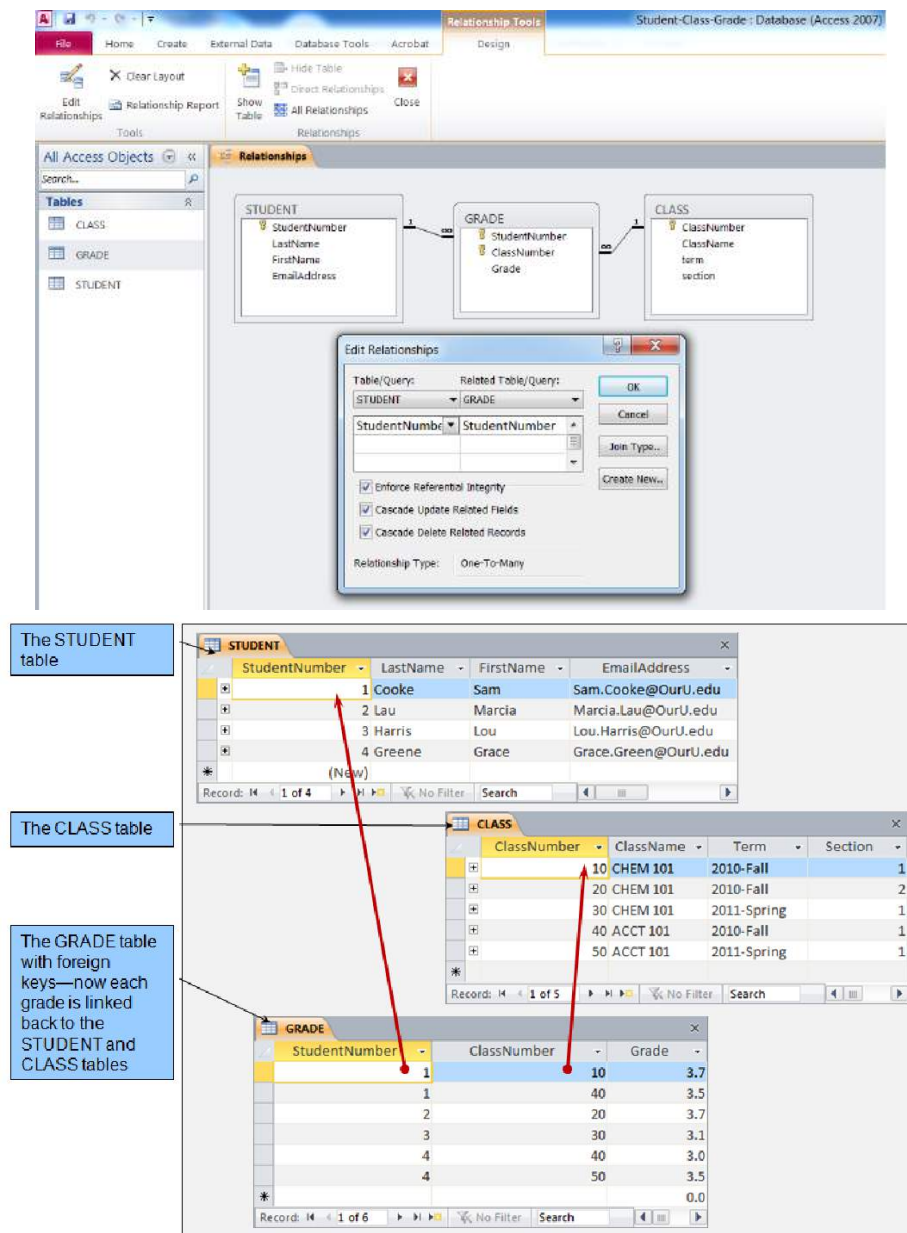 Relationship Tools
Student-Class-Grade : Database (Access 2007)
File Home Create External Data Database Tools Acrobat Design
Edit Relationships
Clear Layout
Relationship Report
Tools
Show Table
Hide Table
Direct Relationships
All Relationships
Close
Relationships
All Access Objects
Search...
Tables
CLASS
GRADE
STUDENT
Relationships
STUDENT
StudentNumber
LastName
FirstName
EmailAddress
1
∞
GRADE
StudentNumber
ClassNumber
Grade
∞
1
CLASS
ClassNumber
ClassName
term
section
Edit Relationships
Table/Query: Related Table/Query:
STUDENT GRADE
StudentNumbe StudentNumber
Enforce Referential Integrity
Cascade Update Related Fields
Cascade Delete Related Records
Relationship Type: One-To-Many
OK
Cancel
Join Type..
Create New..
The STUDENT
table
STUDENT
StudentNumber LastName FirstName EmailAddress
1 Cooke Sam Sam.Cooke@OurU.edu
2 Lau Marcia Marcia.Lau@OurU.edu
3 Harris Lou Lou.Harris@OurU.edu
4 Greene Grace Grace.Green@OurU.edu
(New)
Record: 1 of 4 No Filter Search
The CLASS table
CLASS
ClassNumber ClassName Term Section
10 CHEM 101 2010-Fall 1
20 CHEM 101 2010-Fall 2
30 CHEM 101 2011-Spring 1
40 ACCT 101 2010-Fall 1
50 ACCT 101 2011-Spring 1
Record: 1 of 5 No Filter Search
The GRADE table
with foreign
keys—now each
grade is linked
back to the
STUDENT and
CLASS tables
GRADE
StudentNumber ClassNumber Grade
1 10 3.7
1 40 3.5
2 20 3.7
3 30 3.1
4 40 3.0
4 50 3.5
0.0
Record: 1 of 6 No Filter Search